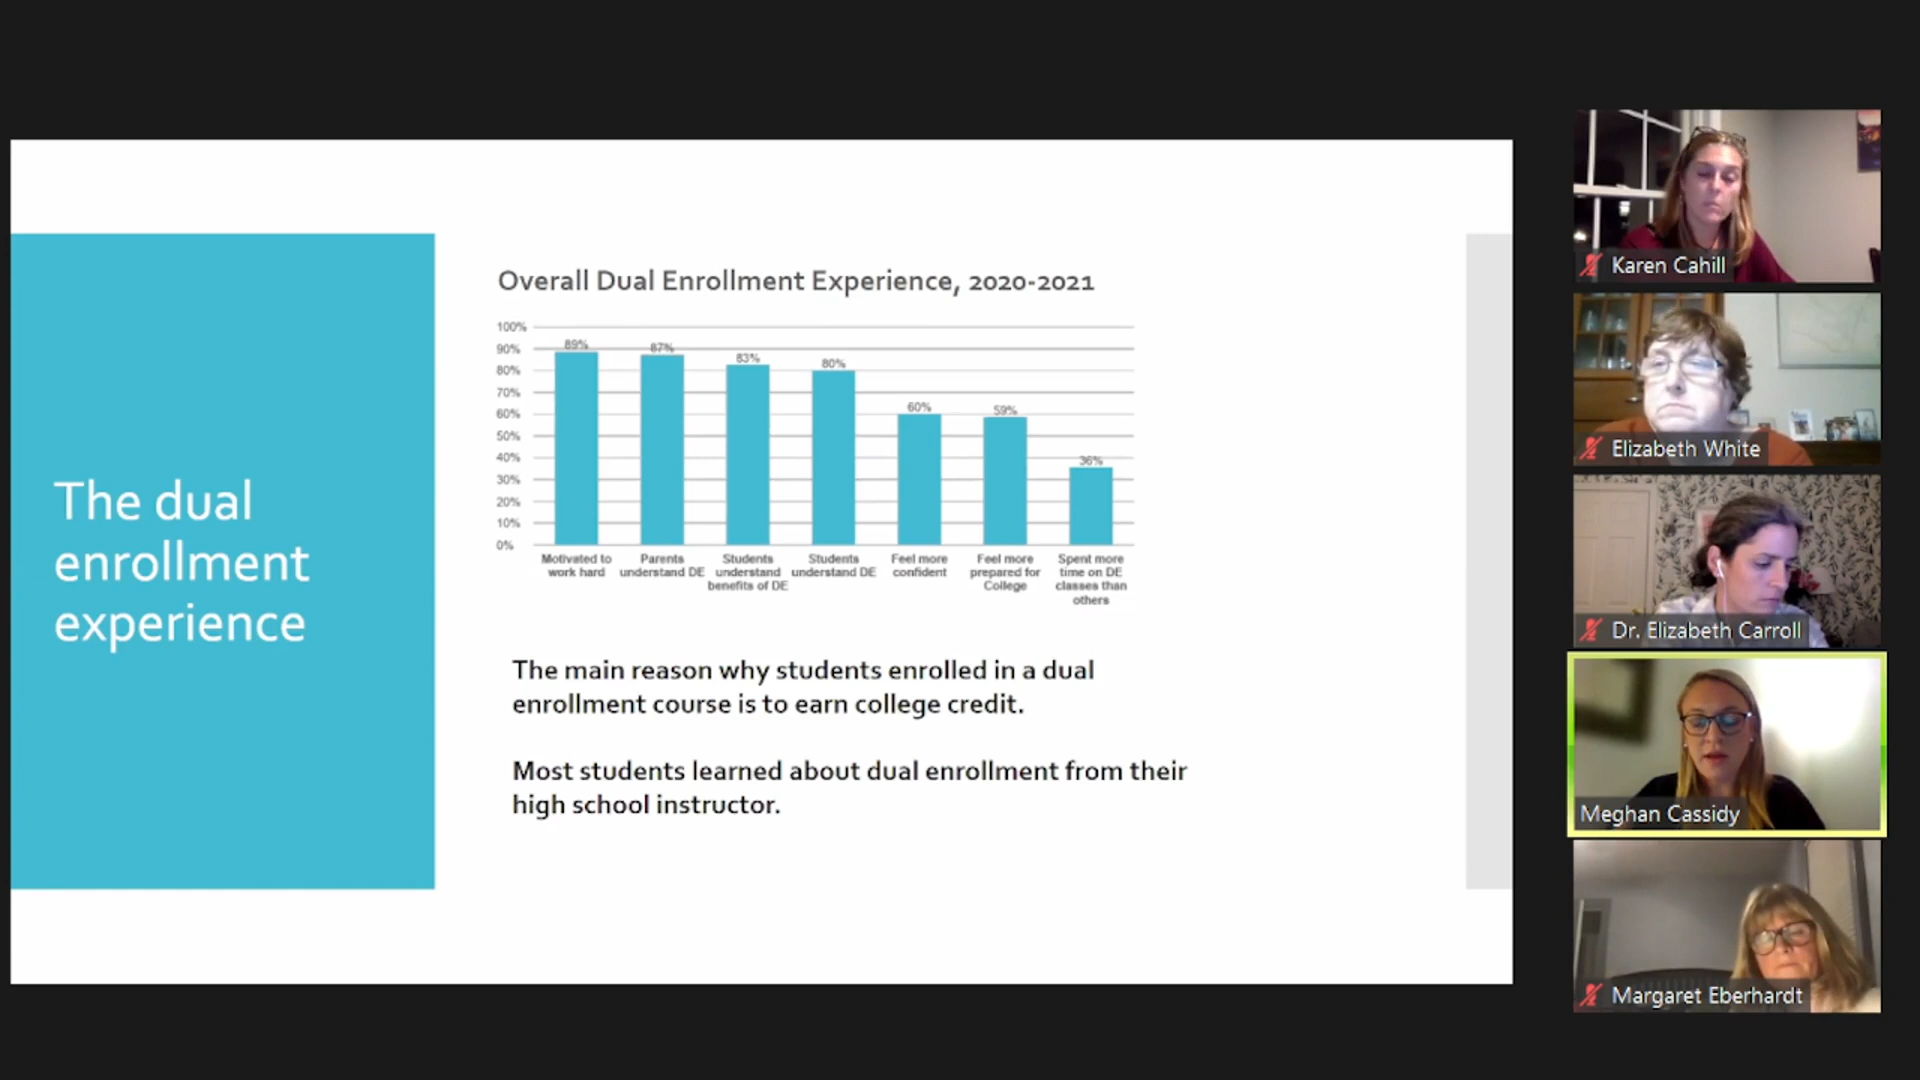 The dual
enrollment
experience
Overall Dual Enrollment Experience, 2020-2021
100%
90%
80%
70%
60%
50%
40%
30%
20%
10%
0%
89%
87%
83%
80%
60%
59%
36%
Motivated to
work hard
Parents
understand DE
Students
understand
benefits of DE
Students
understand DE
Feel more
confident
Feel more
prepared for
College
Spent more
time on DE
classes than
others
The main reason why students enrolled in a dual
enrollment course is to earn college credit.
Most students learned about dual enrollment from their
high school instructor.
Karen Cahill
Elizabeth White
Dr. Elizabeth Carroll
Meghan Cassidy
Margaret Eberhardt